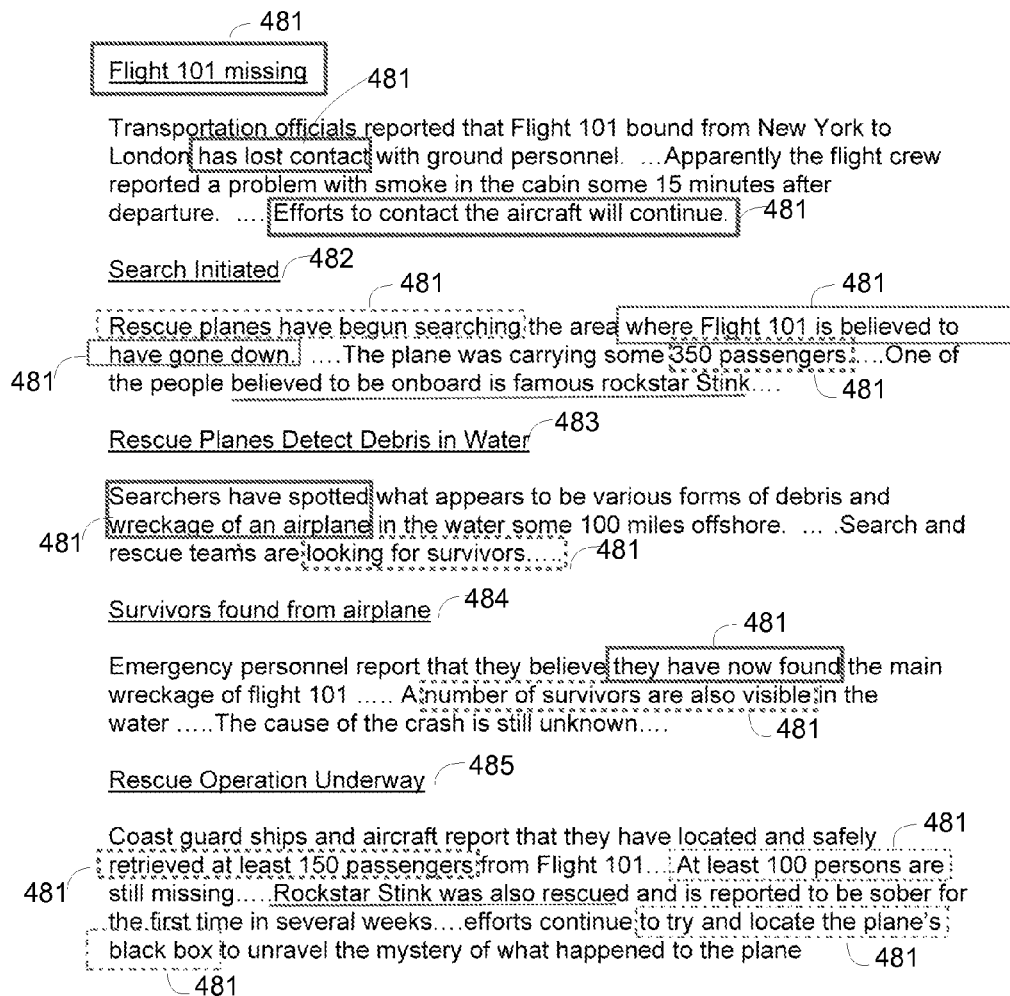 481
Flight 101 missing
481
Transportation officials reported that Flight 101 bound from New York to
London has lost contact with ground personnel. ...Apparently the flight crew
reported a problem with smoke in the cabin some 15 minutes after
departure. ....Efforts to contact the aircraft will continue. 481
Search Initiated 482
481 481
Rescue planes have begun searching the area where Flight 101 is believed to
have gone down. ....The plane was carrying some 350 passengers. ....One of
481 the people believed to be onboard is famous rockstar Stink.... 481
Rescue Planes Detect Debris in Water 483
Searchers have spotted what appears to be various forms of debris and
wreckage of an airplane in the water some 100 miles offshore. ... .Search and
481 rescue teams are looking for survivors..... 481
Survivors found from airplane 484
481
Emergency personnel report that they believe they have now found the main
wreckage of flight 101 ..... A number of survivors are also visible in the
water .....The cause of the crash is still unknown.... 481
Rescue Operation Underway 485
Coast guard ships and aircraft report that they have located and safely 481
retrieved at least 150 passengers from Flight 101....At least 100 persons are
481 still missing.....Rockstar Stink was also rescued and is reported to be sober for
the first time in several weeks....efforts continue to try and locate the plane's
black box to unravel the mystery of what happened to the plane 481
481